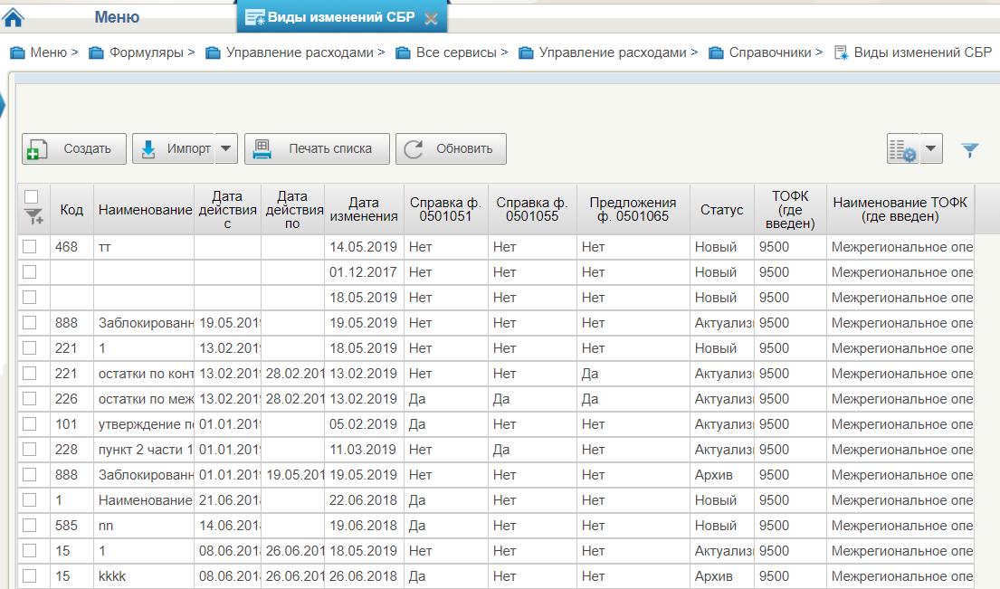 Меню
Виды изменений СБР
Меню > Формуляры > Управление расходами > Все сервисы > Управление расходами > Справочники > Виды изменений СБР
Создать Импорт Печать списка Обновить
Код Наименование Дата действия с Дата действия по Дата изменения Справка ф. 0501051 Справка ф. 0501055 Предложения ф. 0501065 Статус ТОФК (где введен) Наименование ТОФК (где введен)
468 тт 14.05.2019 Нет Нет Нет Новый 9500 Межрегиональное опе
01.12.2017 Нет Нет Нет Новый 9500 Межрегиональное опе
18.05.2019 Нет Нет Нет Новый 9500 Межрегиональное опе
888 Заблокированн 19.05.201 19.05.2019 Нет Нет Нет Актуализ 9500 Межрегиональное опе
221 1 13.02.201 18.05.2019 Нет Нет Нет Новый 9500 Межрегиональное опе
221 остатки по конт 13.02.201 28.02.201 13.02.2019 Нет Нет Да Актуализ 9500 Межрегиональное опе
226 остатки по меж 13.02.201 28.02.201 13.02.2019 Да Да Да Актуализ 9500 Межрегиональное опе
101 утверждение по 01.01.201 05.02.2019 Да Нет Нет Актуализ 9500 Межрегиональное опе
228 пункт 2 части 1 01.01.201 11.03.2019 Нет Да Нет Актуализ 9500 Межрегиональное опе
888 Заблокированн 01.01.201 19.05.201 19.05.2019 Нет Нет Нет Архив 9500 Межрегиональное опе
1 Наименование 21.06.201 22.06.2018 Да Нет Нет Новый 9500 Межрегиональное опе
585 nn 14.06.201 19.06.2018 Да Нет Нет Новый 9500 Межрегиональное опе
15 1 08.06.201 26.06.201 18.05.2019 Нет Нет Нет Актуализ 9500 Межрегиональное опе
15 kkkk 08.06.201 26.06.201 26.06.2018 Да Нет Нет Архив 9500 Межрегиональное опе